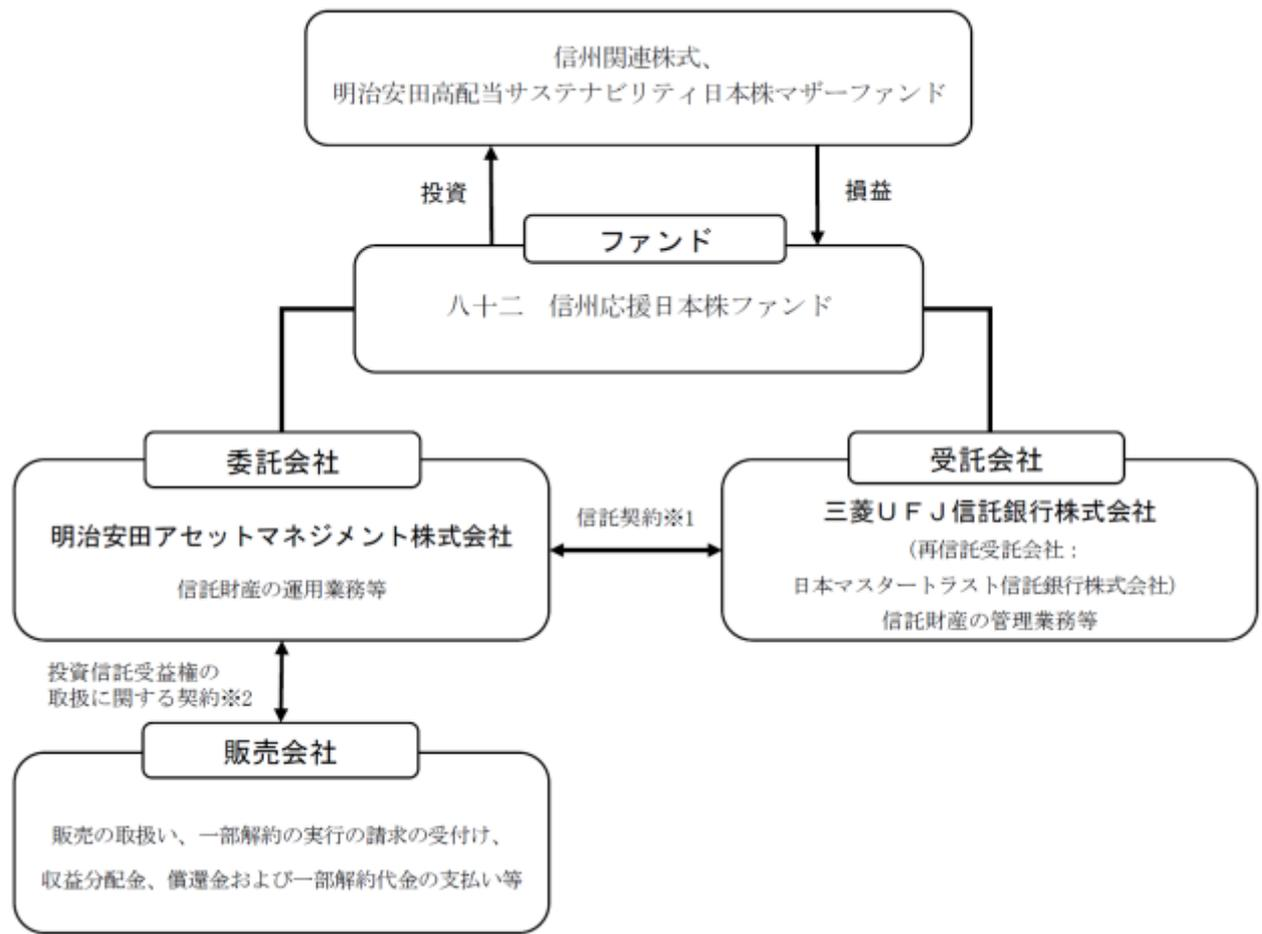 信州関連株式、
明治安田高配当サステナビリティ日本株マザーファンド
投資
損益
ファンド
八十二　信州応援日本株ファンド
委託会社
明治安田アセットマネジメント株式会社
信託財産の運用業務等
信託契約※1
受託会社
三菱ＵＦＪ信託銀行株式会社
（再信託受託会社：
日本マスタートラスト信託銀行株式会社）
信託財産の管理業務等
投資信託受益権の
取扱に関する契約※2
販売会社
販売の取扱い、一部解約の実行の請求の受付け、
収益分配金、償還金および一部解約代金の支払い等